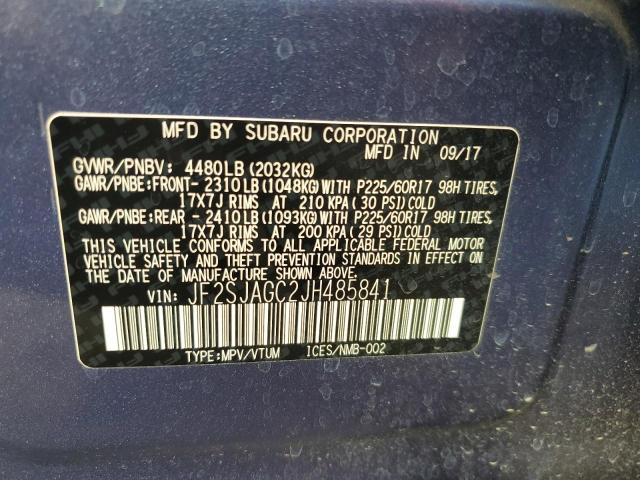 MFD BY SUBARU CORPORATION
MFD IN 09/17
GVWR/PNBV: 4480LB(2032KG)
GAWR/PNBE:FRONT- 2310LB(1048KG)WITH P225/60R17 98H TIRES,
17X7J RIMS AT 210 KPA( 30 PSI)COLD
GAWR/PNBE:REAR - 2410LB(1093KG)WITH P225/60R17 98H TIRES,
17X7J RIMS AT 200 KPA( 29 PSI)COLD
THIS VEHICLE CONFORMS TO ALL APPLICABLE FEDERAL MOTOR
VEHICLE SAFETY AND THEFT PREVENTION STANDARDS IN EFFECT ON
THE DATE OF MANUFACTURE SHOWN ABOVE.
VIN: JF2SJAGC2JH485841
TYPE:MPV/VTUM ICES/NMB-002